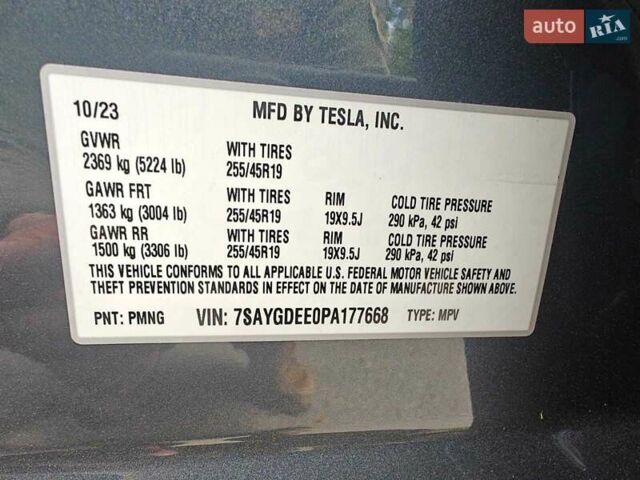 auto RIA.com
10/23 MFD BY TESLA, INC.
GVWR
2369 kg (5224 lb) WITH TIRES 255/45R19
GAWR FRT WITH TIRES RIM COLD TIRE PRESSURE
1363 kg (3004 lb) 255/45R19 19X9.5J 290 kPa, 42 psi
GAWR RR WITH TIRES RIM COLD TIRE PRESSURE
1500 kg (3306 lb) 255/45R19 19X9.5J 290 kPa, 42 psi
THIS VEHICLE CONFORMS TO ALL APPLICABLE U.S. FEDERAL MOTOR VEHICLE SAFETY AND
THEFT PREVENTION STANDARDS IN EFFECT ON THE DATE OF MANUFACTURE SHOWN ABOVE.
PNT: PMNG VIN: 7SAYGDEE0PA177668 TYPE: MPV